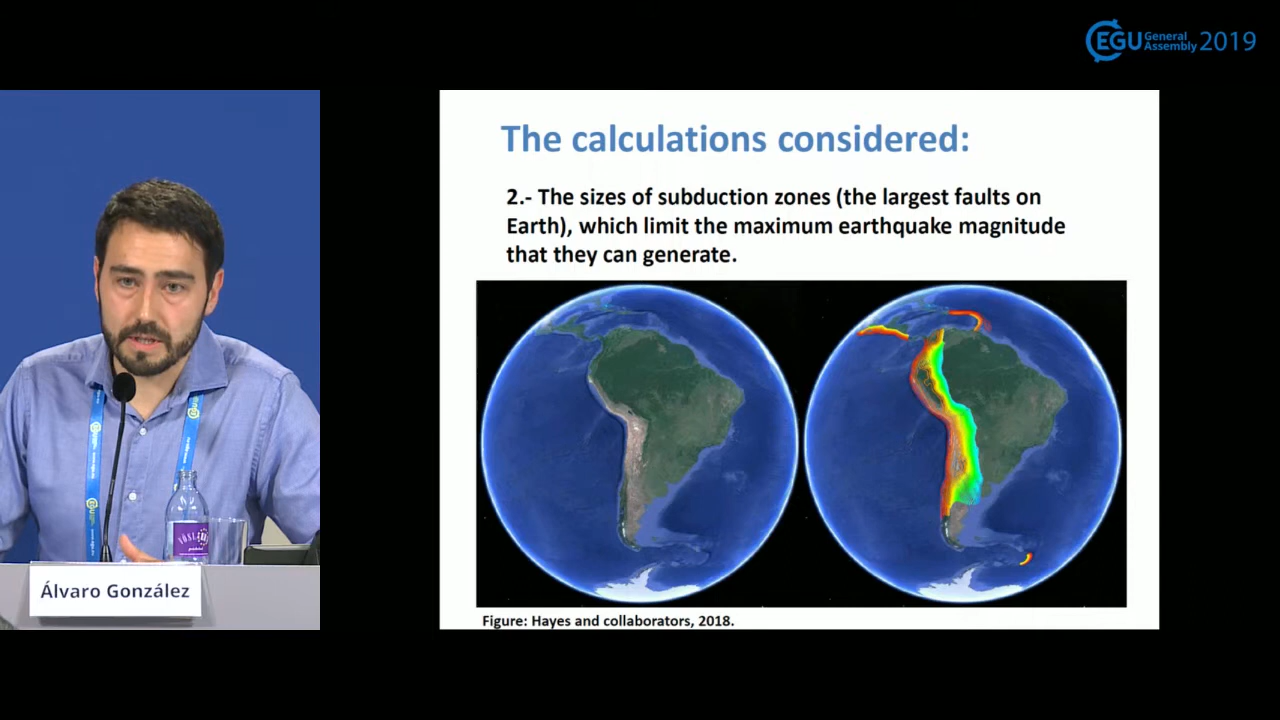 EGU General Assembly 2019
The calculations considered:
2.- The sizes of subduction zones (the largest faults on
Earth), which limit the maximum earthquake magnitude
that they can generate.
Figure: Hayes and collaborators, 2018.
Álvaro González
EGU